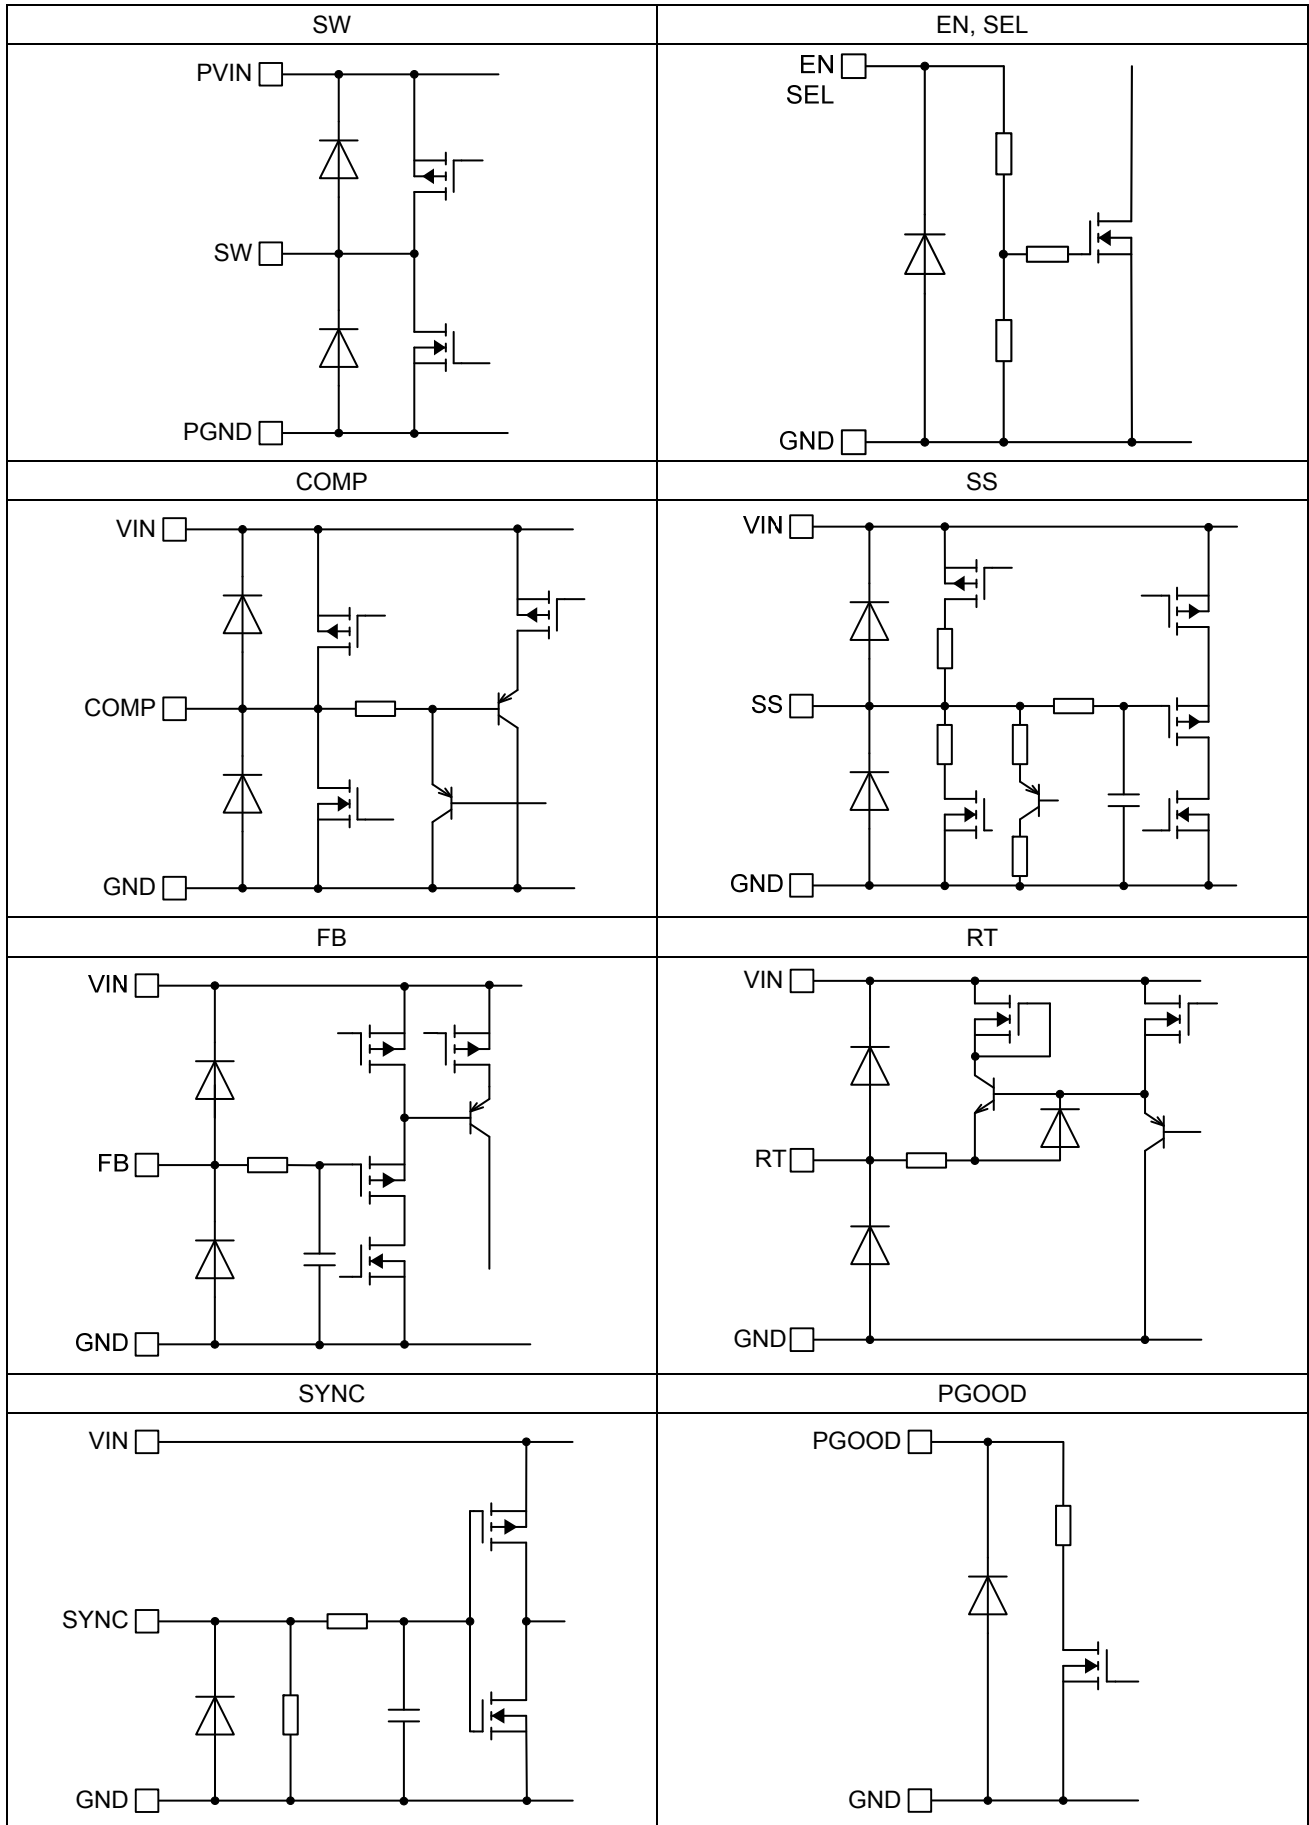 SW
EN, SEL
PVIN
SW
PGND
EN
SEL
GND
COMP
SS
VIN
COMP
GND
VIN
SS
GND
FB
RT
VIN
FB
GND
VIN
RT
GND
SYNC
PGOOD
VIN
SYNC
GND
PGOOD
GND